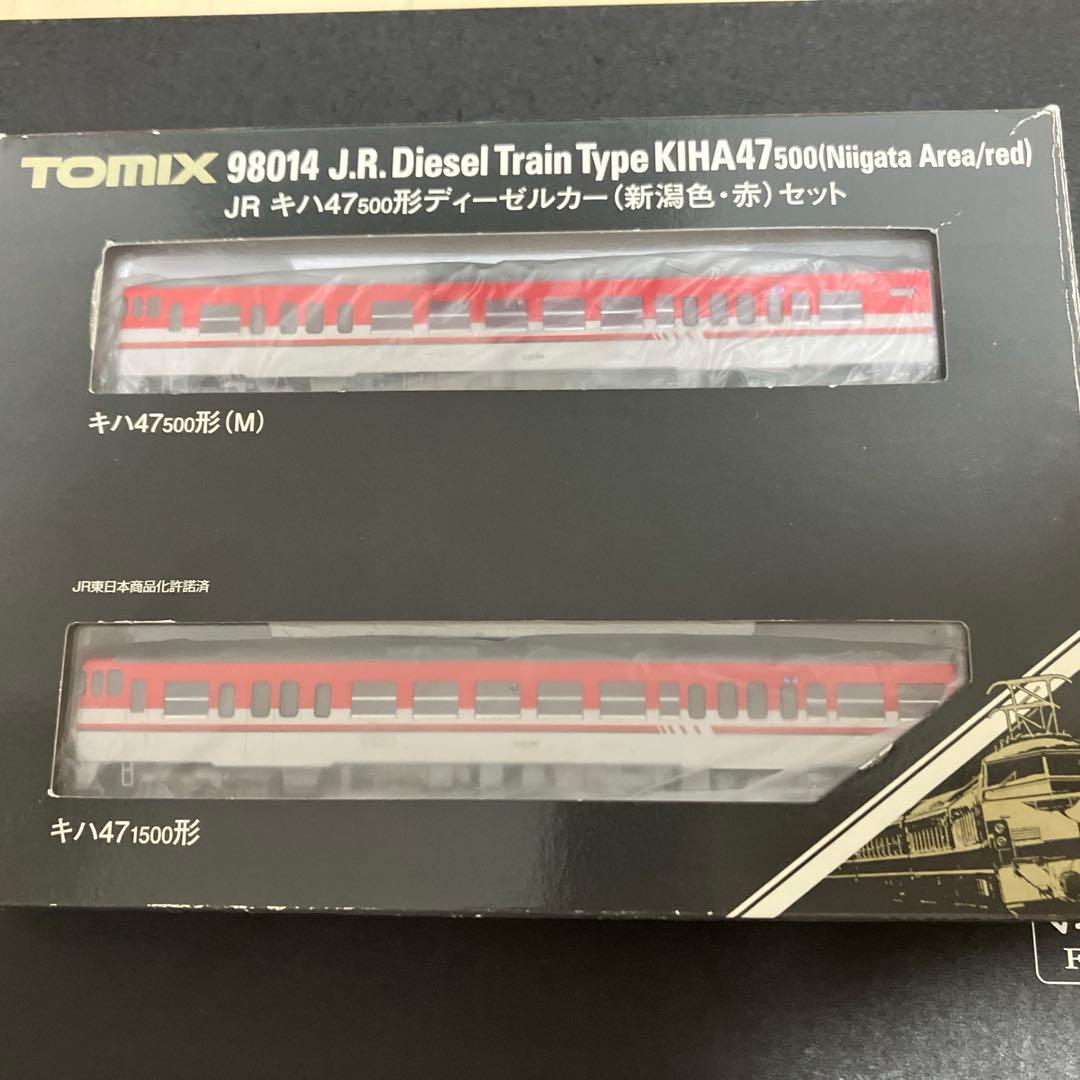 TOMIX 98014 J.R. Diesel Train Type KIHA47 500(Niigata Area/red)
JR キハ47 500形ディーゼルカー(新潟色・赤)セット
キハ47 500形(M)
JR東日本商品化許諾済
キハ47 1500形